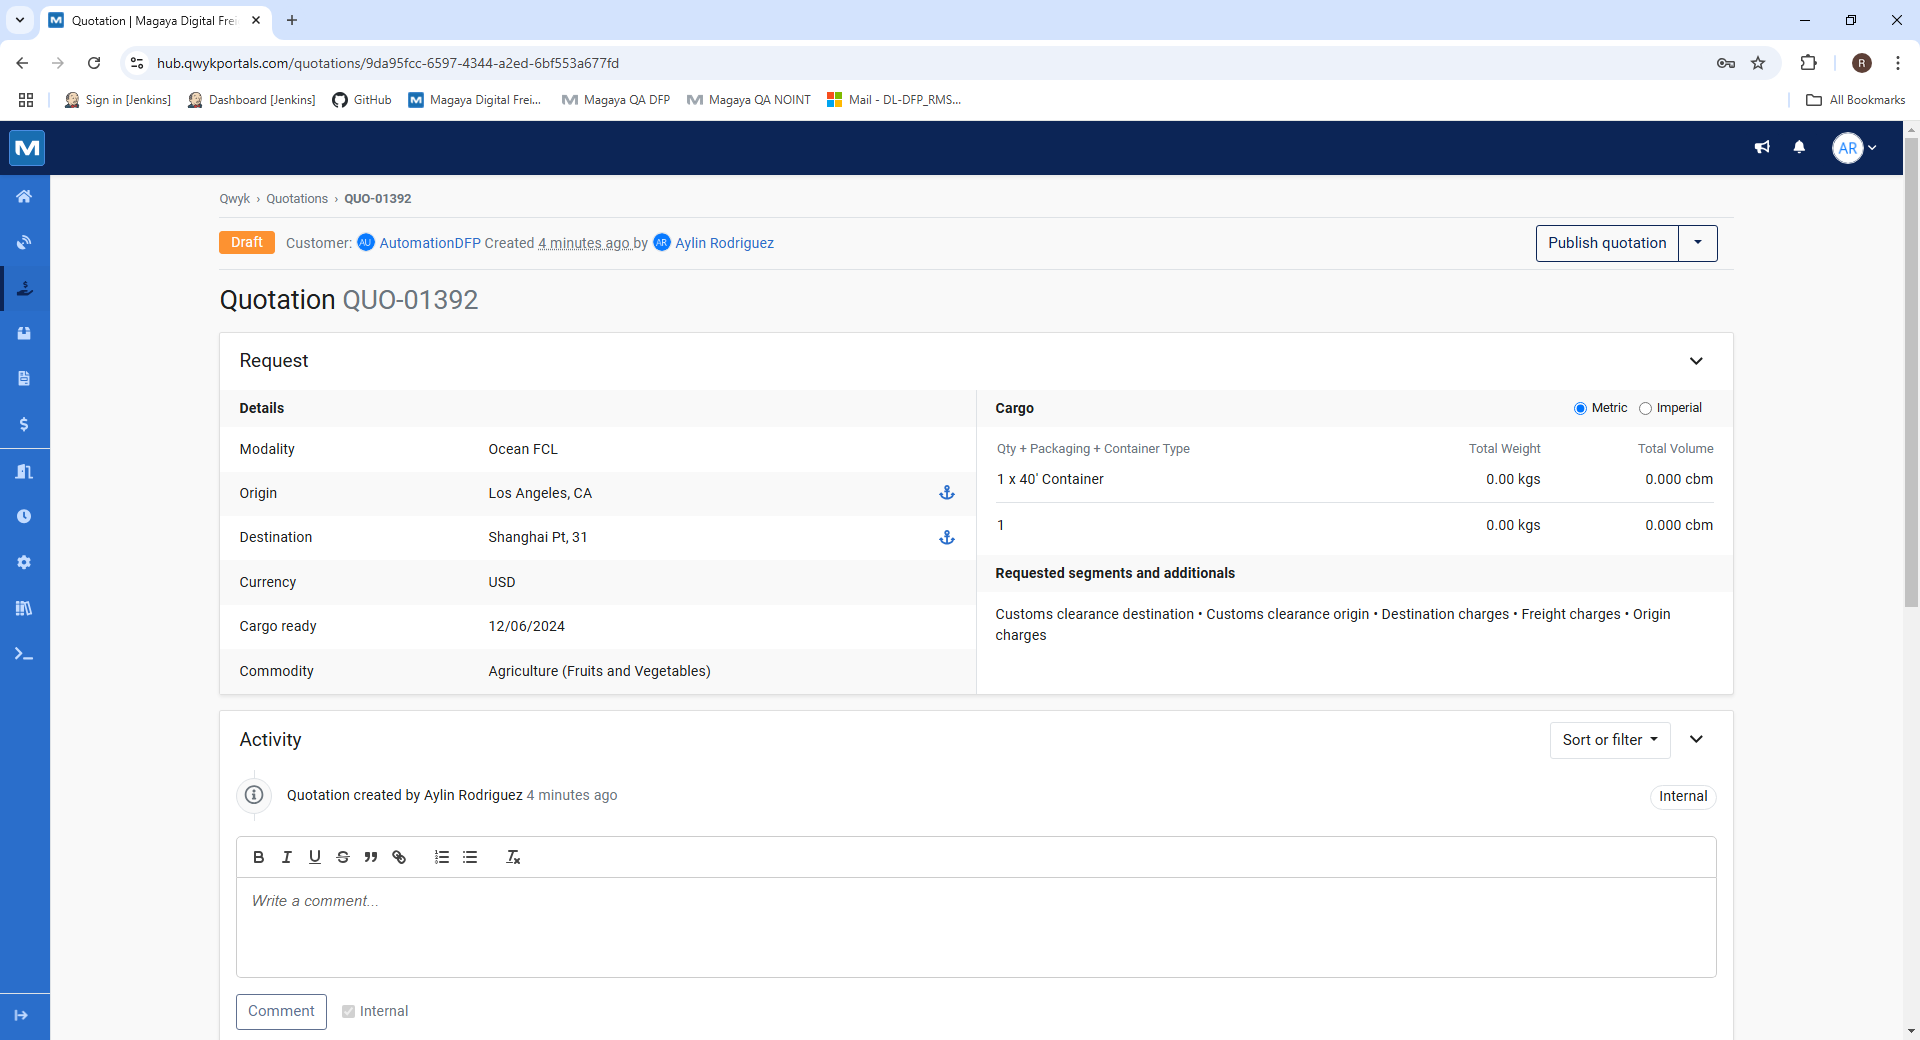 Quotation | Magaya Digital Frei
hub.qwykportals.com/quotations/9da95fcc-6597-4344-a2ed-6bf553a677fd
R
Sign in [Jenkins]
Dashboard [Jenkins]
GitHub
Magaya Digital Frei...
Magaya QA DFP
Magaya QA NOINT
Mail - DL-DFP_RMS...
All Bookmarks
AR
Qwyk › Quotations › QUO-01392
Draft
Customer: AU AutomationDFP Created 4 minutes ago by AR Aylin Rodriguez
Publish quotation
Quotation QUO-01392
Request
Details
Modality Ocean FCL
Origin Los Angeles, CA
Destination Shanghai Pt, 31
Currency USD
Cargo ready 12/06/2024
Commodity Agriculture (Fruits and Vegetables)
Cargo
Metric Imperial
Qty + Packaging + Container Type Total Weight Total Volume
1 x 40' Container 0.00 kgs 0.000 cbm
1 0.00 kgs 0.000 cbm
Requested segments and additionals
Customs clearance destination • Customs clearance origin • Destination charges • Freight charges • Origin
charges
Activity
Sort or filter
Quotation created by Aylin Rodriguez 4 minutes ago
Internal
Write a comment...
Comment
Internal